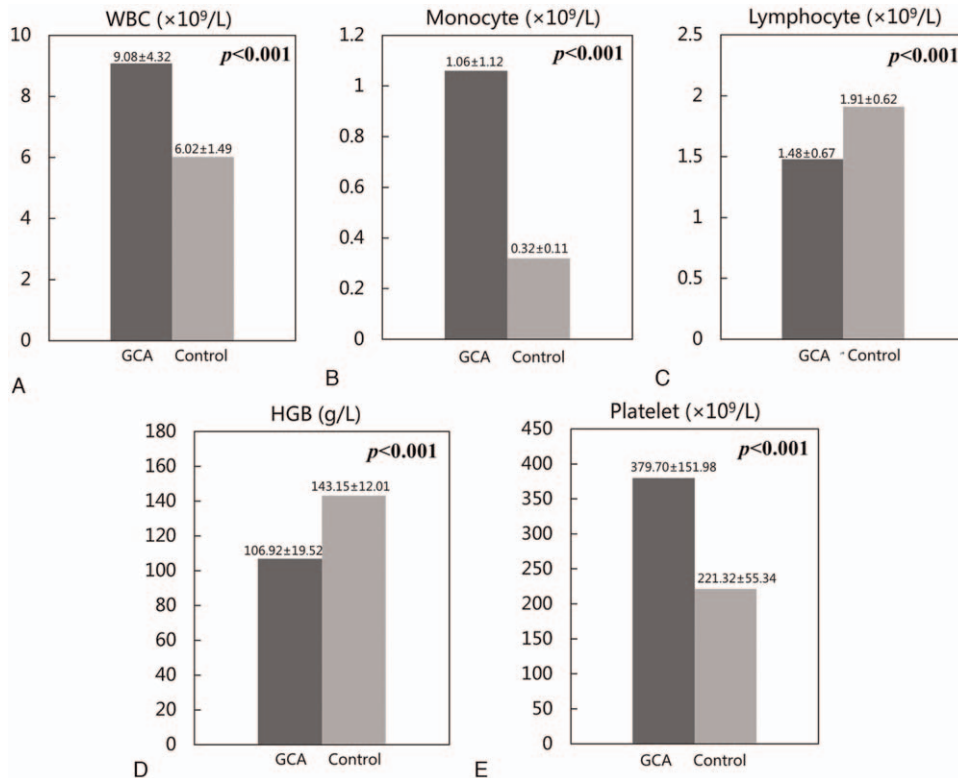 WBC (×10⁹/L)
p<0.001
10
8
6
4
2
0
9.08±4.32
6.02±1.49
GCA Control
A
Monocyte (×10⁹/L)
p<0.001
1.2
1
0.8
0.6
0.4
0.2
0
1.06±1.12
0.32±0.11
GCA Control
B
Lymphocyte (×10⁹/L)
p<0.001
2.5
2
1.5
1
0.5
0
1.48±0.67
1.91±0.62
GCA Control
C
HGB (g/L)
p<0.001
180
160
140
120
100
80
60
40
20
0
106.92±19.52
143.15±12.01
GCA Control
D
Platelet (×10⁹/L)
p<0.001
450
400
350
300
250
200
150
100
50
0
379.70±151.98
221.32±55.34
GCA Control
E